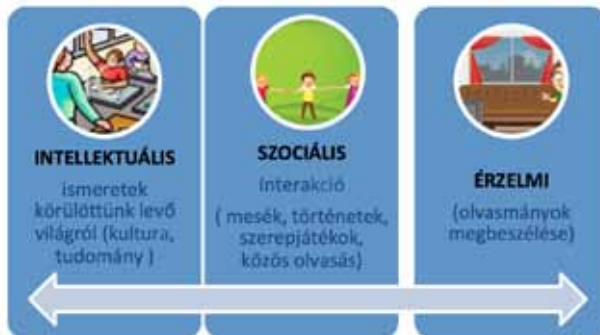 INTELLEKTUÁLIS
ismeretek
körülöttünk levő
világról (kultura,
tudomány )
SZOCIÁLIS
Interakció
( mesék, történetek,
szerepjátékok,
közös olvasás)
ÉRZELMI
(olvasmányok
megbeszélése)